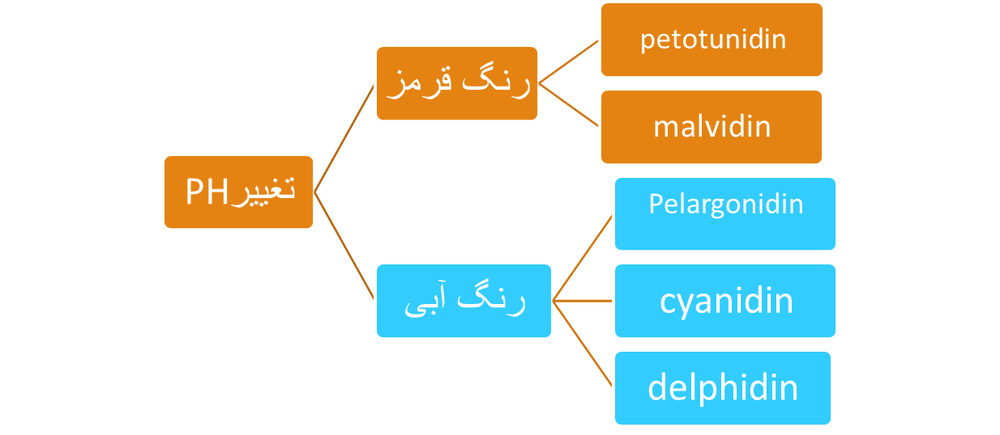 تغییرPH
رنگ قرمز
petotunidin
malvidin
رنگ آبی
Pelargonidin
cyanidin
delphidin